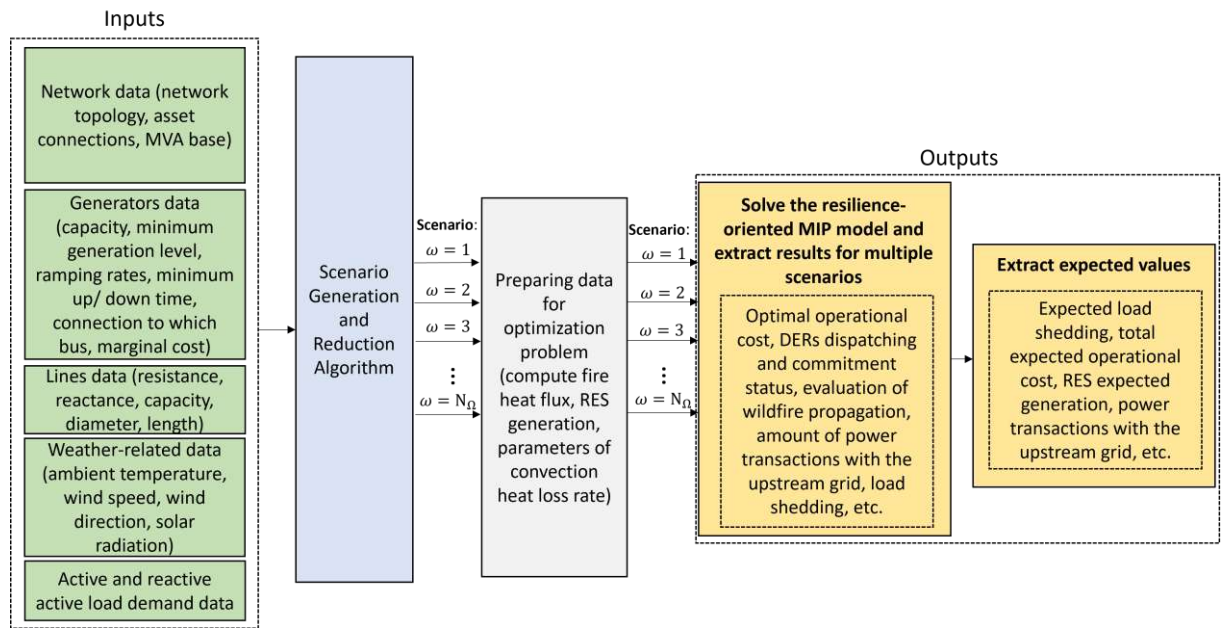 Inputs
Network data (network
topology, asset
connections, MVA base)
Generators data
(capacity, minimum
generation level,
ramping rates, minimum
up/ down time,
connection to which
bus, marginal cost)
Lines data (resistance,
reactance, capacity,
diameter, length)
Weather-related data
(ambient temperature,
wind speed, wind
direction, solar
radiation)
Active and reactive
active load demand data
Scenario
Generation
and
Reduction
Algorithm
Scenario:
ω = 1
ω = 2
ω = 3
⋮
ω = N_Ω
Preparing data
for
optimization
problem
(compute fire
heat flux, RES
generation,
parameters of
convection
heat loss rate)
Scenario:
ω = 1
ω = 2
ω = 3
⋮
ω = N_Ω
Outputs
Solve the resilience-
oriented MIP model and
extract results for multiple
scenarios
Optimal operational
cost, DERs dispatching
and commitment
status, evaluation of
wildfire propagation,
amount of power
transactions with the
upstream grid, load
shedding, etc.
Extract expected values
Expected load
shedding, total
expected operational
cost, RES expected
generation, power
transactions with the
upstream grid, etc.